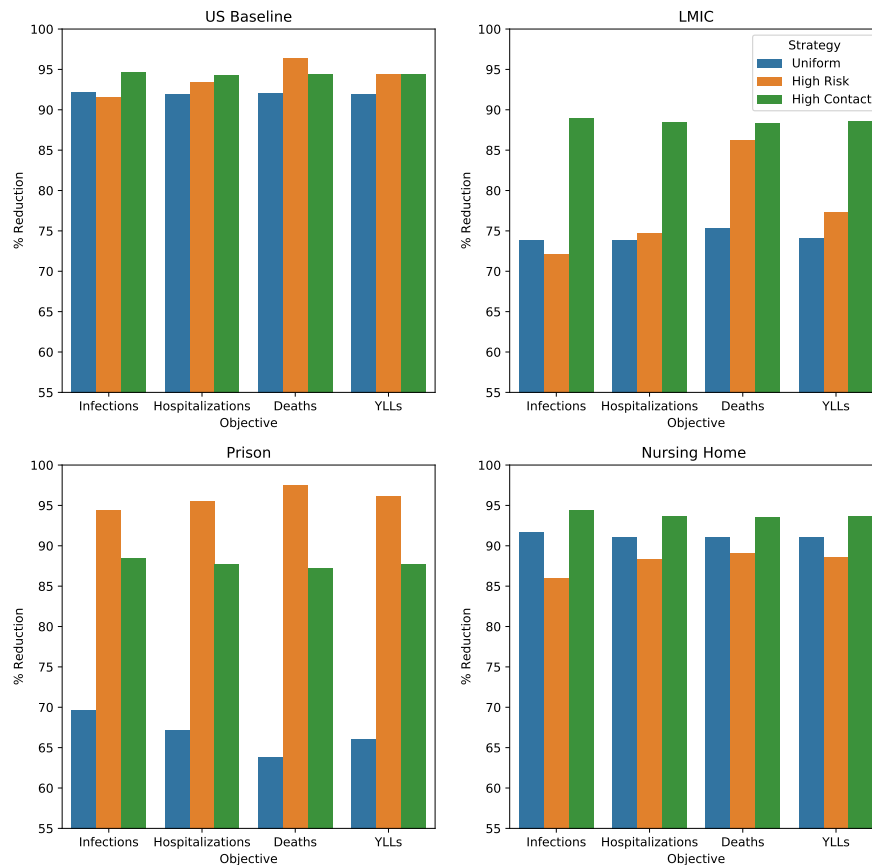 US Baseline
100
95
90
85
80
75
70
65
60
55
% Reduction
Infections Hospitalizations Deaths YLLs
Objective
LMIC
100
95
90
85
80
75
70
65
60
55
% Reduction
Strategy
Uniform
High Risk
High Contact
Infections Hospitalizations Deaths YLLs
Objective
Prison
100
95
90
85
80
75
70
65
60
55
% Reduction
Infections Hospitalizations Deaths YLLs
Objective
Nursing Home
100
95
90
85
80
75
70
65
60
55
% Reduction
Infections Hospitalizations Deaths YLLs
Objective